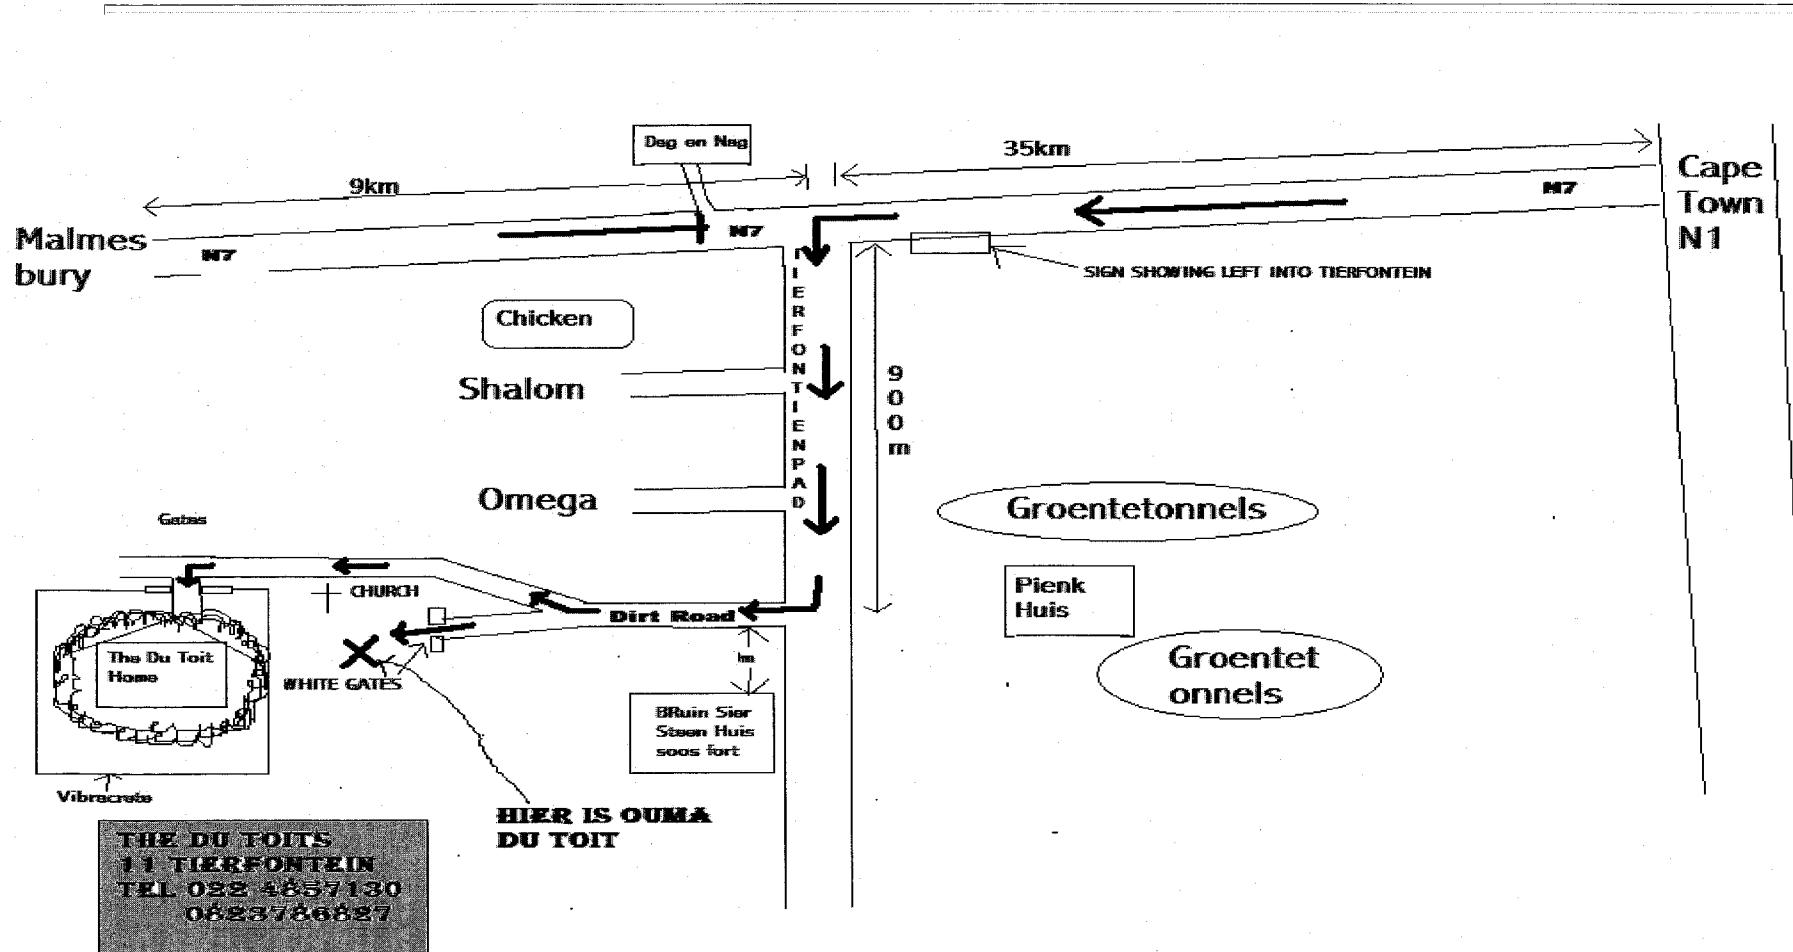 Dag en Nag
35km
9km
N7
Cape
Town
N1
Malmes
bury
N7
N7
SIGN SHOWING LEFT INTO TIERFONTEIN
TIERFONTIENPAD
Chicken
Shalom
900m
Omega
Groentetonnels
Gates
CHURCH
Dirt Road
Pienk
Huis
The Du Toit
Home
WHITE GATES
1m
Groentet
onnels
BRuin Sier
Steen Huis
soos fort
Vibracrete
HIER IS OUMA
DU TOIT
THE DU TOITS
11 TIERFONTEIN
TEL 022 4857130
0823786827